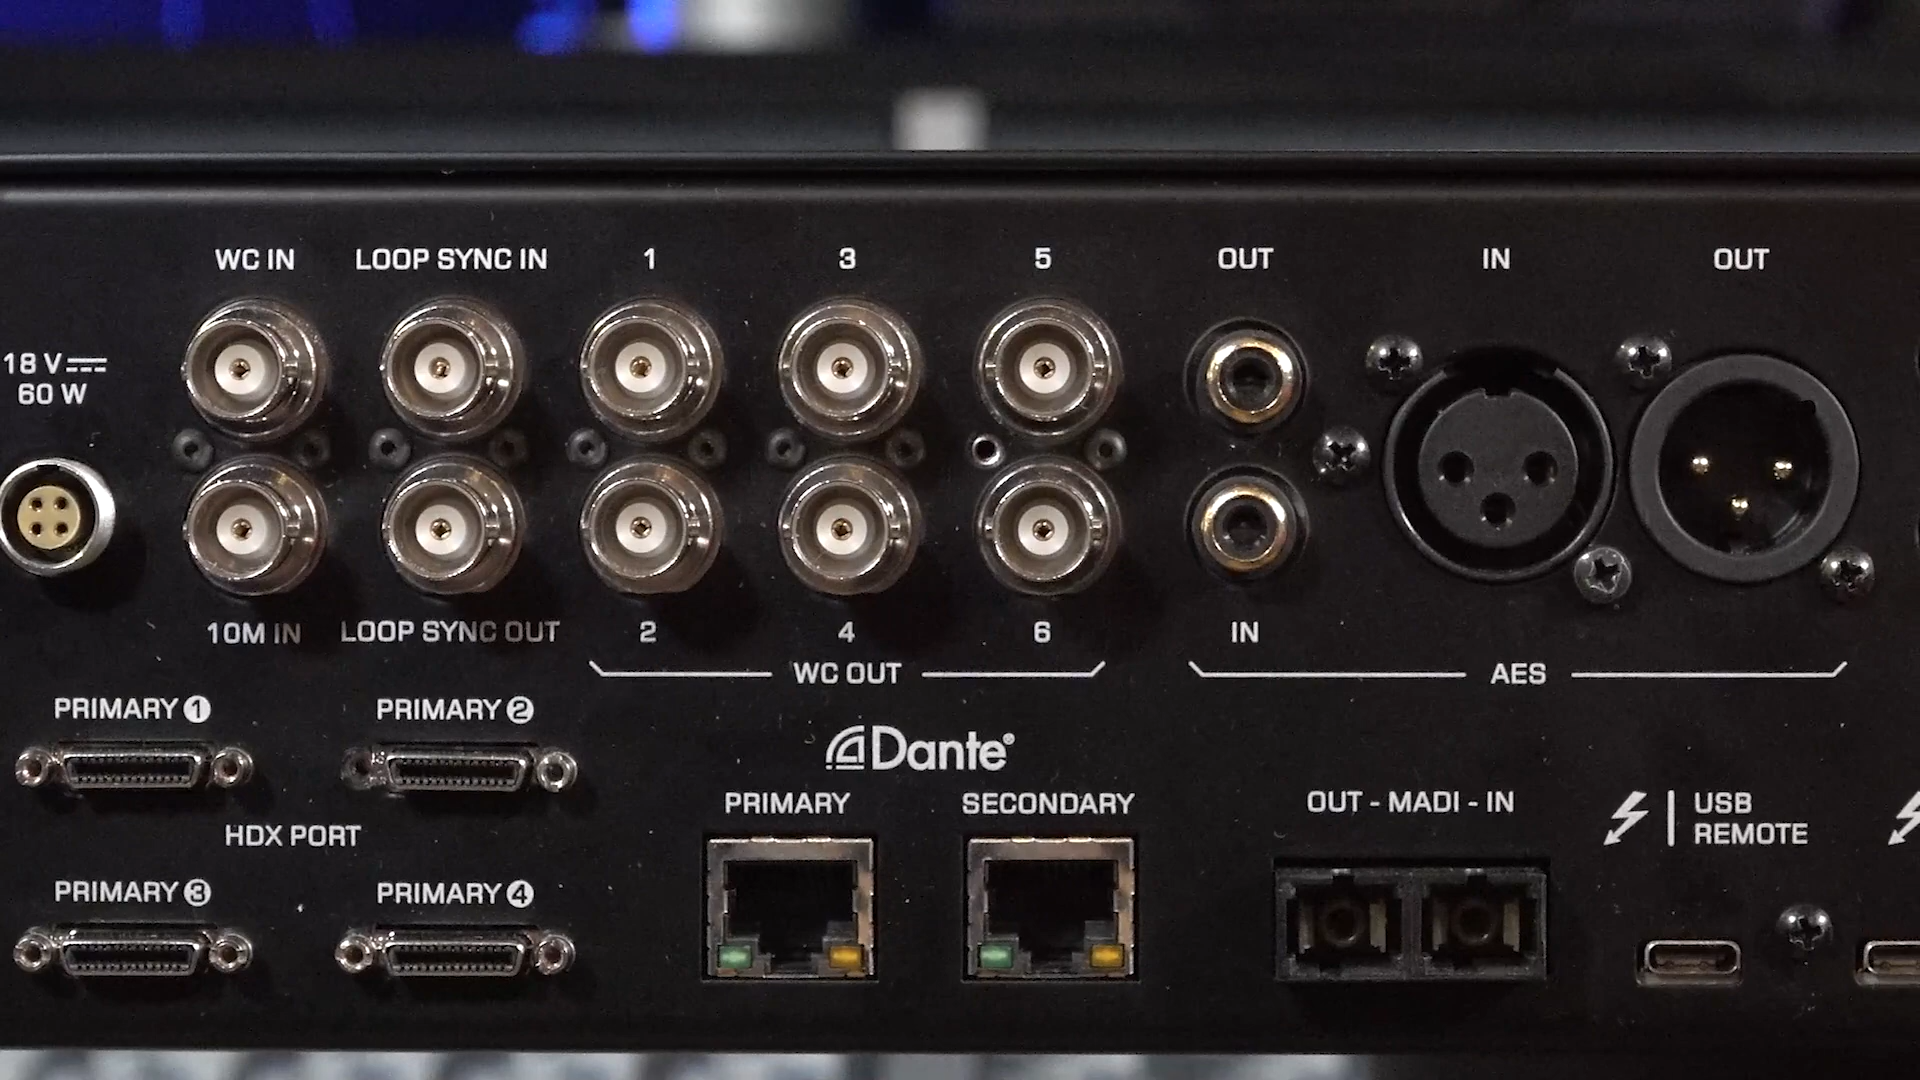 WC IN
LOOP SYNC IN
1
3
5
OUT
IN
OUT
18 V
60 W
10M IN
LOOP SYNC OUT
2
4
6
IN
WC OUT
AES
PRIMARY 1
PRIMARY 2
Dante®
PRIMARY
SECONDARY
OUT - MADI - IN
USB
REMOTE
HDX PORT
PRIMARY 3
PRIMARY 4